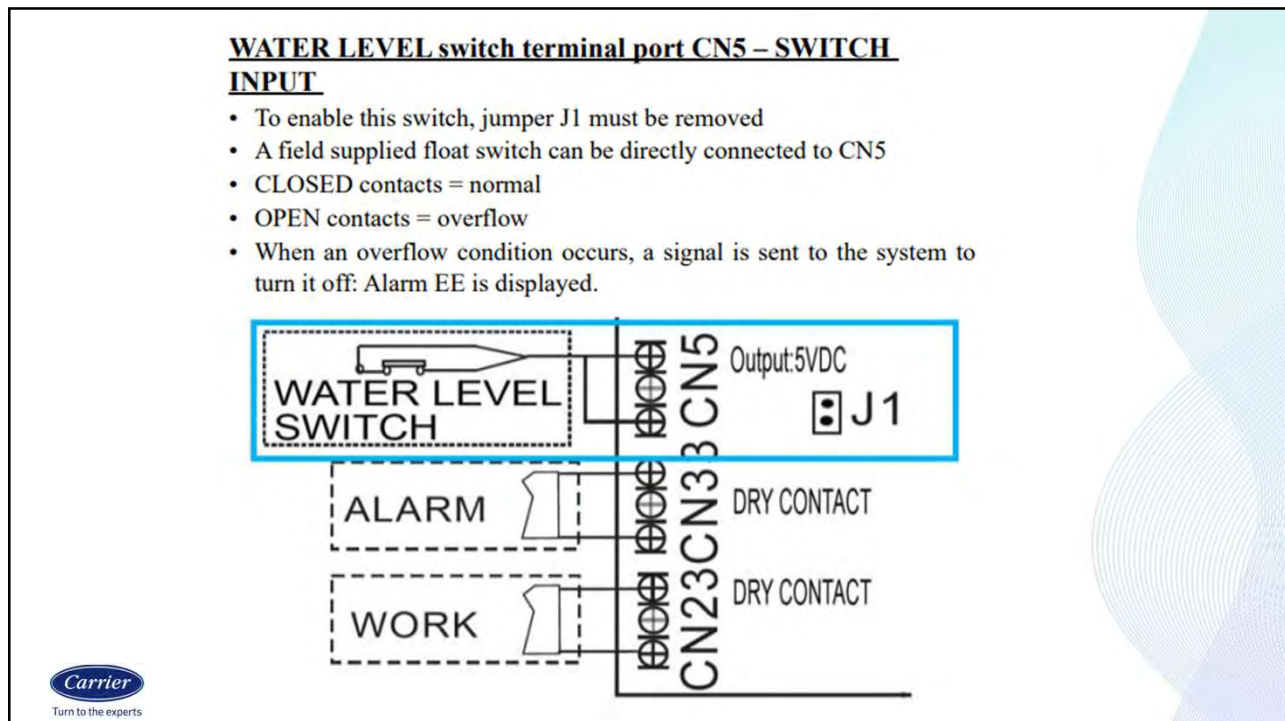 WATER LEVEL switch terminal port CN5 – SWITCH
INPUT
• To enable this switch, jumper J1 must be removed
• A field supplied float switch can be directly connected to CN5
• CLOSED contacts = normal
• OPEN contacts = overflow
• When an overflow condition occurs, a signal is sent to the system to
turn it off: Alarm EE is displayed.
WATER LEVEL
SWITCH
CN5
Output:5VDC
J1
ALARM
CN33
DRY CONTACT
WORK
CN23
DRY CONTACT
Carrier
Turn to the experts